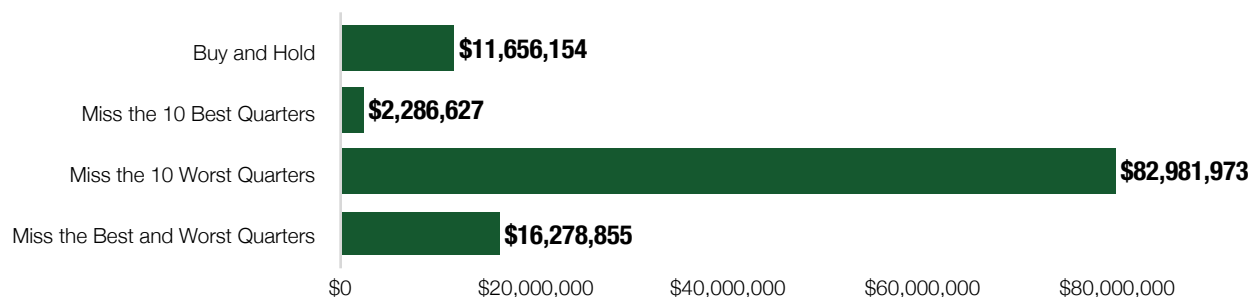 Buy and Hold $11,656,154
Miss the 10 Best Quarters $2,286,627
Miss the 10 Worst Quarters $82,981,973
Miss the Best and Worst Quarters $16,278,855
$0 $20,000,000 $40,000,000 $60,000,000 $80,000,000